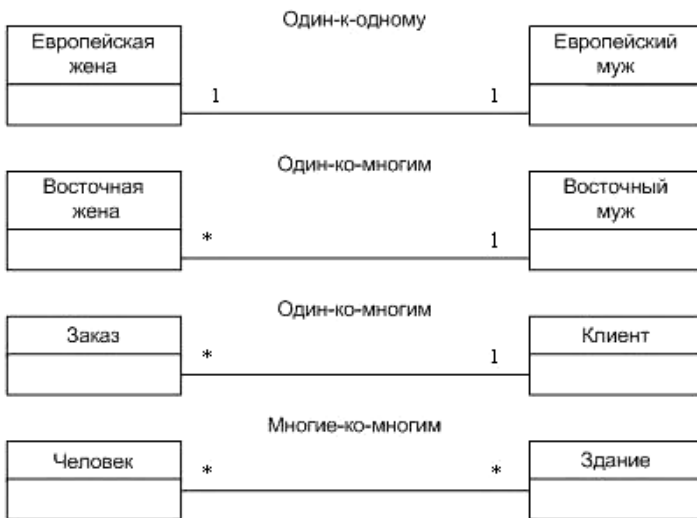 Один-к-одному
Европейская
жена
Европейский
муж
1
1
Один-ко-многим
Восточная
жена
Восточный
муж
*
1
Один-ко-многим
Заказ
Клиент
*
1
Многие-ко-многим
Человек
Здание
*
*